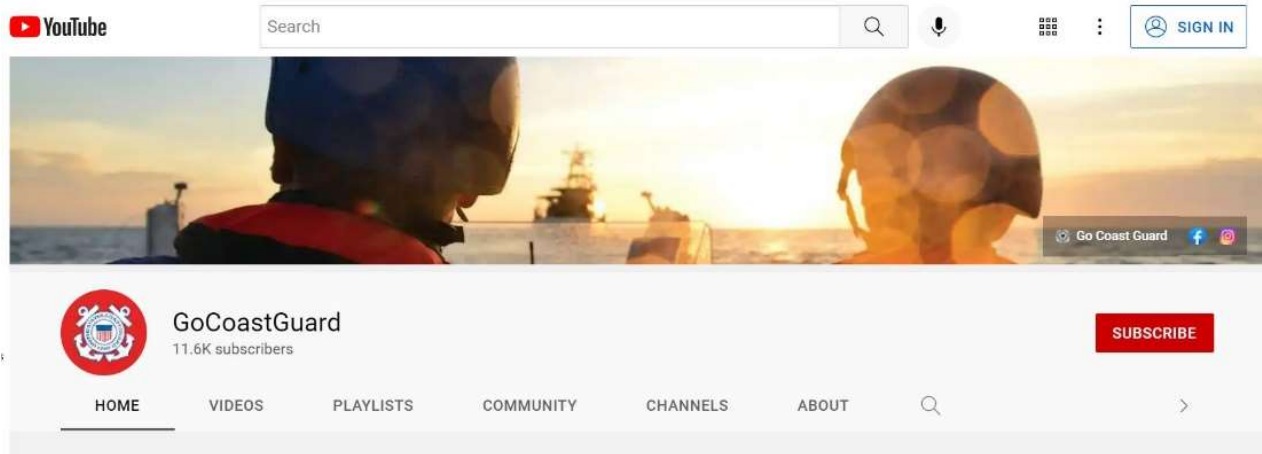 YouTube
Search
SIGN IN
Go Coast Guard
GoCoastGuard
11.6K subscribers
SUBSCRIBE
HOME VIDEOS PLAYLISTS COMMUNITY CHANNELS ABOUT